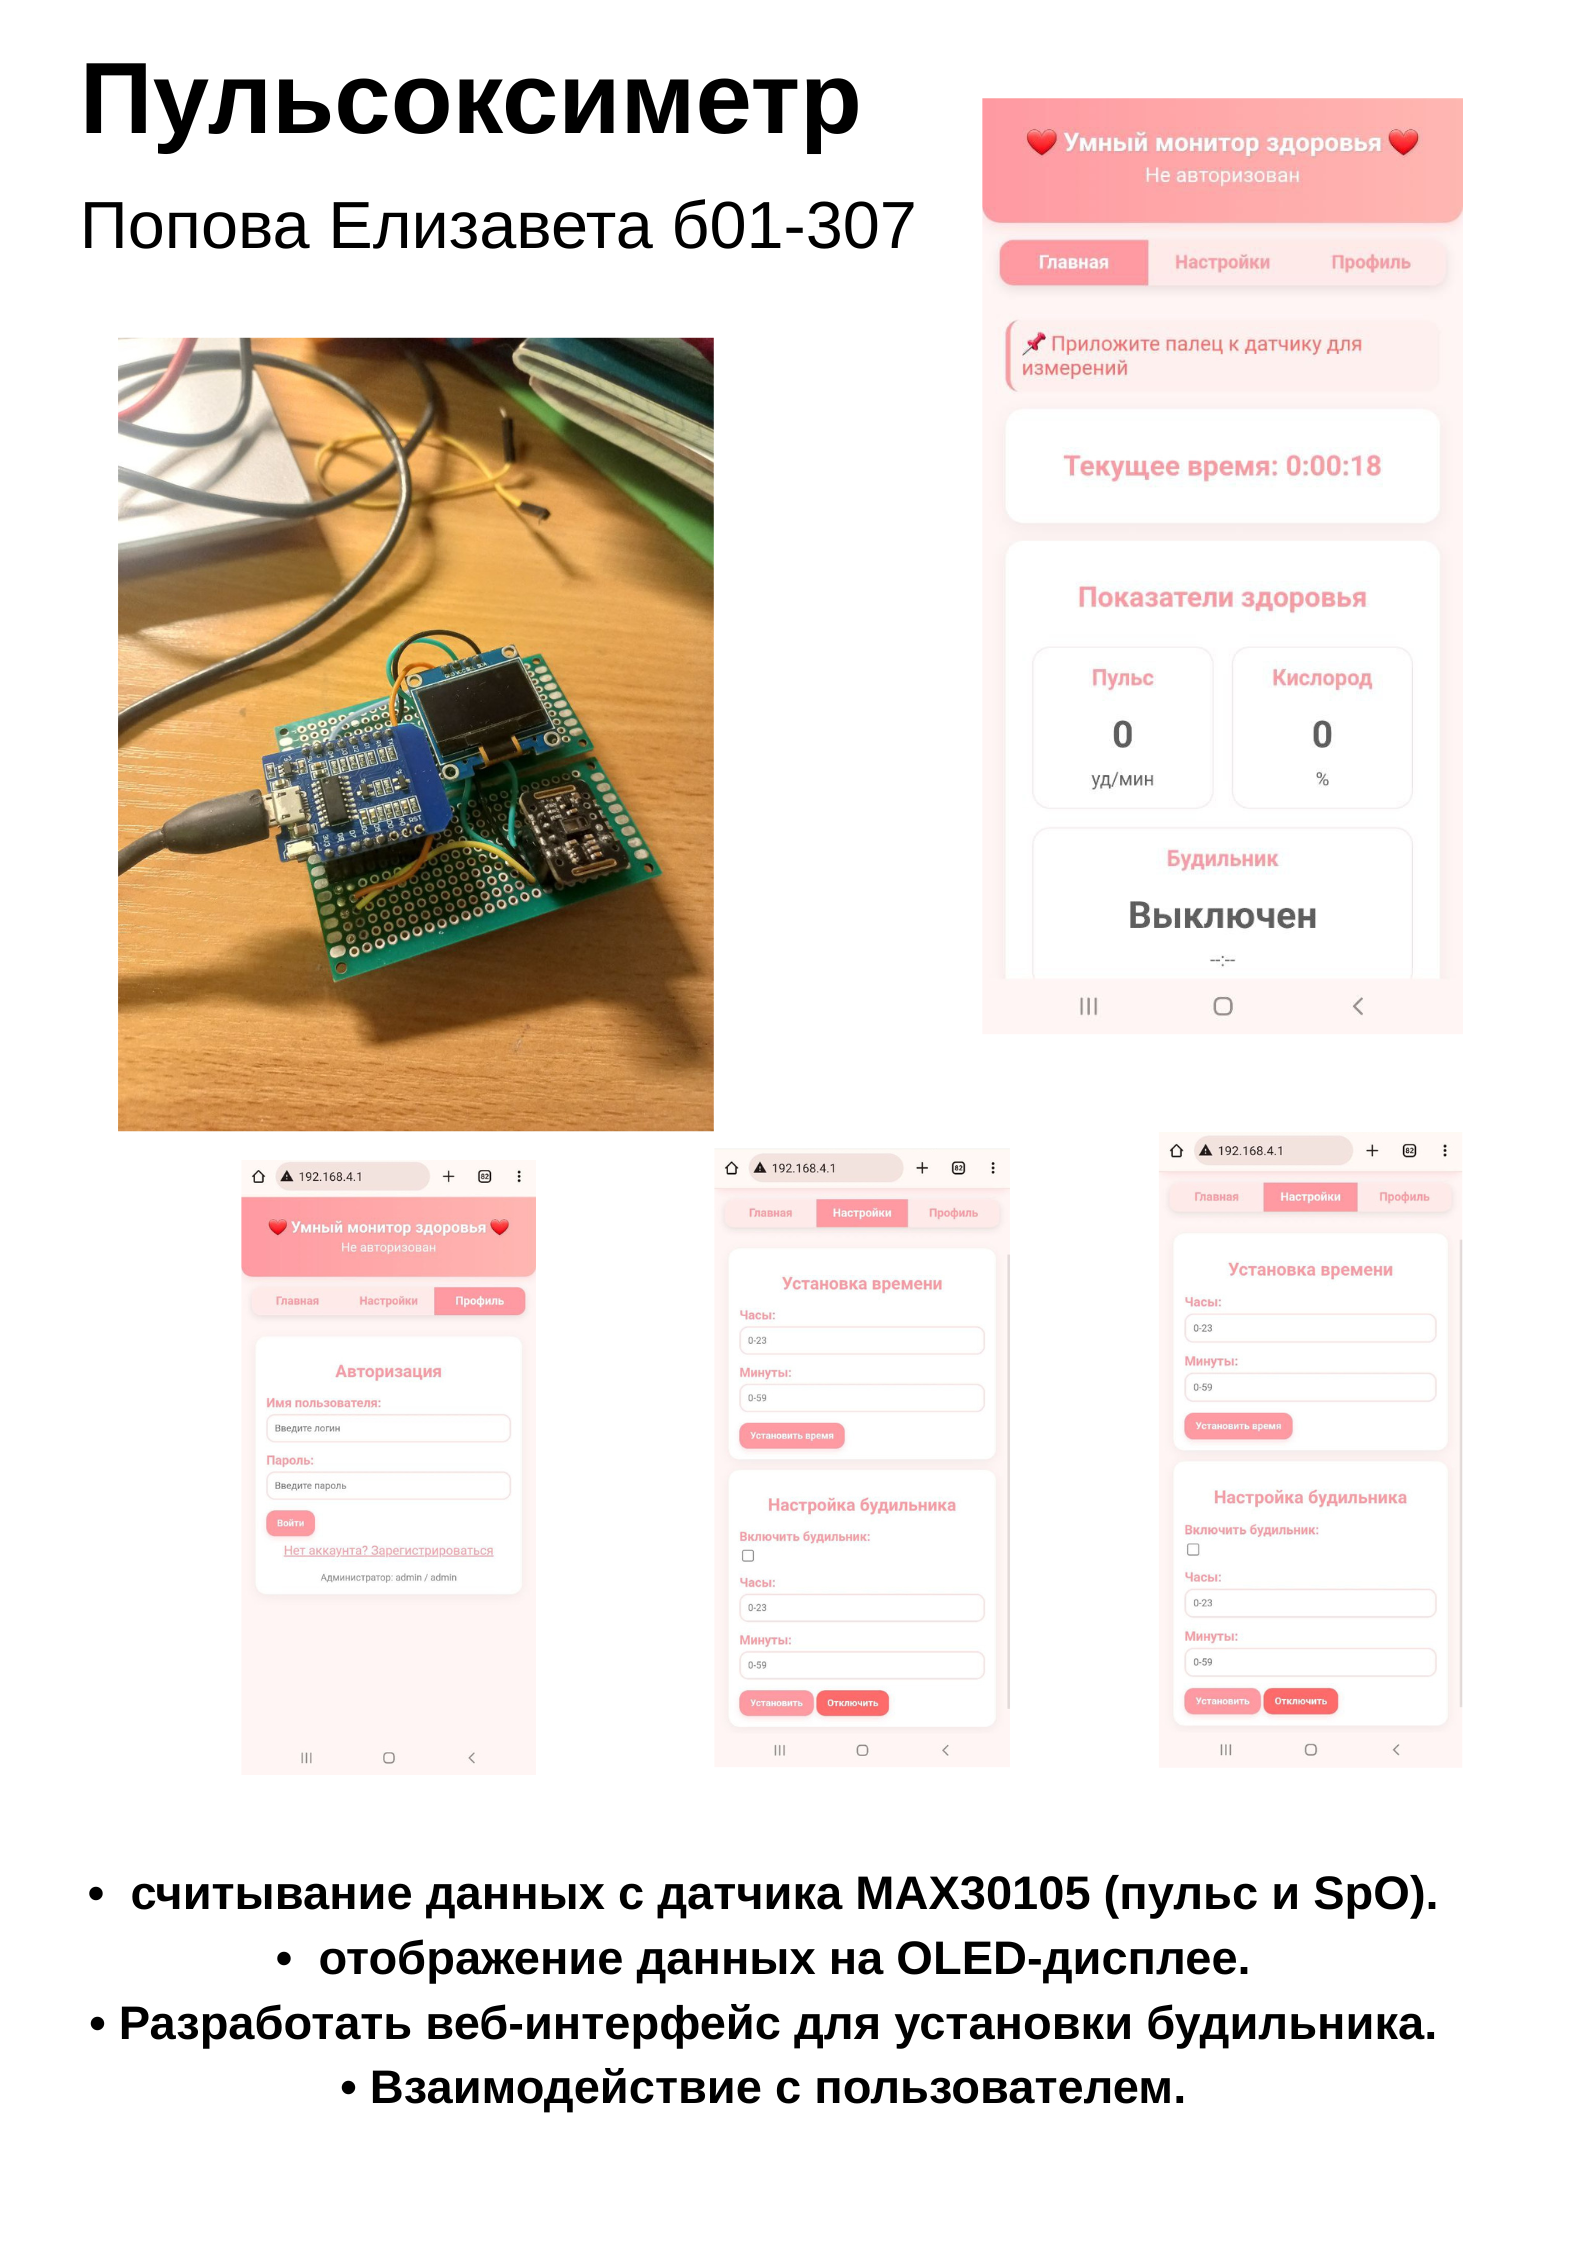 Пульсоксиметр
Попова Елизавета б01-307
❤️ Умный монитор здоровья ❤️
Не авторизован
Главная Настройки Профиль
📌 Приложите палец к датчику для
измерений
Текущее время: 0:00:18
Показатели здоровья
Пульс Кислород
0 0
уд/мин %
Будильник
Выключен
--:--
192.168.4.1
❤️ Умный монитор здоровья ❤️
Не авторизован
Главная Настройки Профиль
Авторизация
Имя пользователя:
Введите логин
Пароль:
Введите пароль
Войти
Нет аккаунта? Зарегистрироваться
Администратор: admin / admin
192.168.4.1
82
Главная Настройки Профиль
Установка времени
Часы:
0-23
Минуты:
0-59
Установить время
Настройка будильника
Включить будильник:
Часы:
0-23
Минуты:
0-59
Установить Отключить
192.168.4.1
82
Главная Настройки Профиль
Установка времени
Часы:
0-23
Минуты:
0-59
Установить время
Настройка будильника
Включить будильник:
Часы:
0-23
Минуты:
0-59
Установить Отключить
• считывание данных с датчика MAX30105 (пульс и SpO).
• отображение данных на OLED-дисплее.
• Разработать веб-интерфейс для установки будильника.
• Взаимодействие с пользователем.